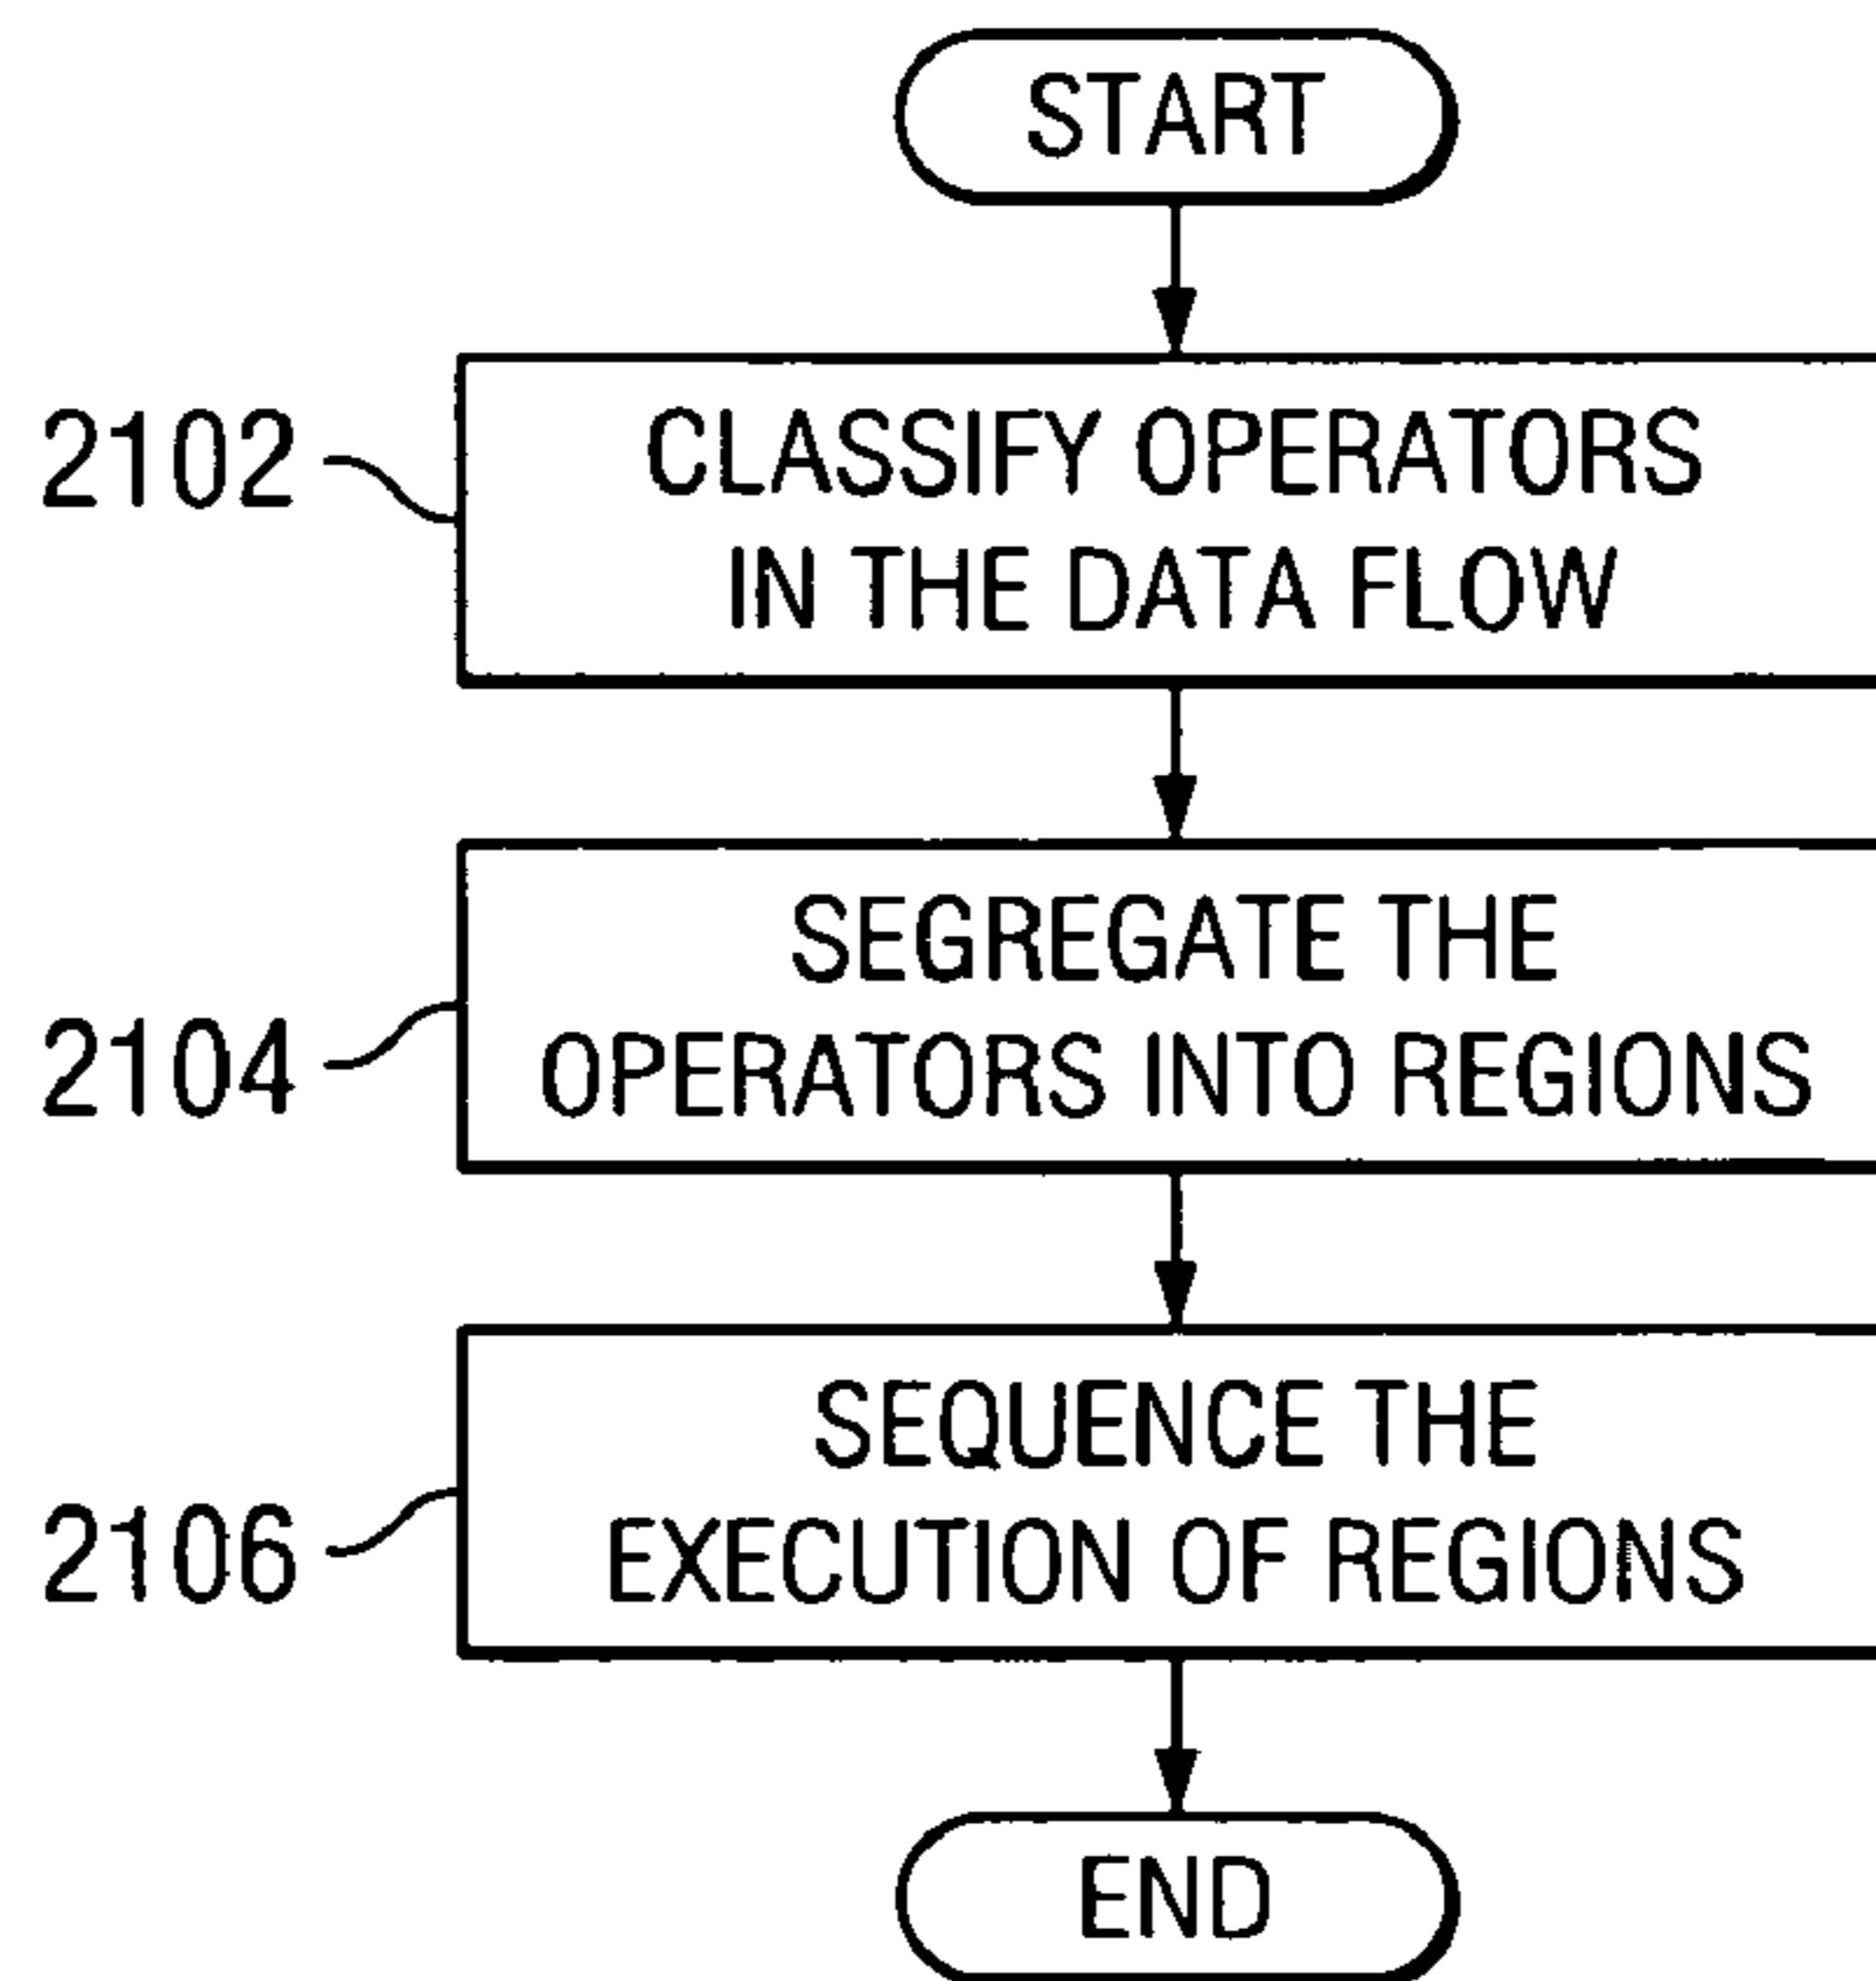 START
2102
CLASSIFY OPERATORS
IN THE DATA FLOW
2104
SEGREGATE THE
OPERATORS INTO REGIONS
2106
SEQUENCE THE
EXECUTION OF REGIONS
END